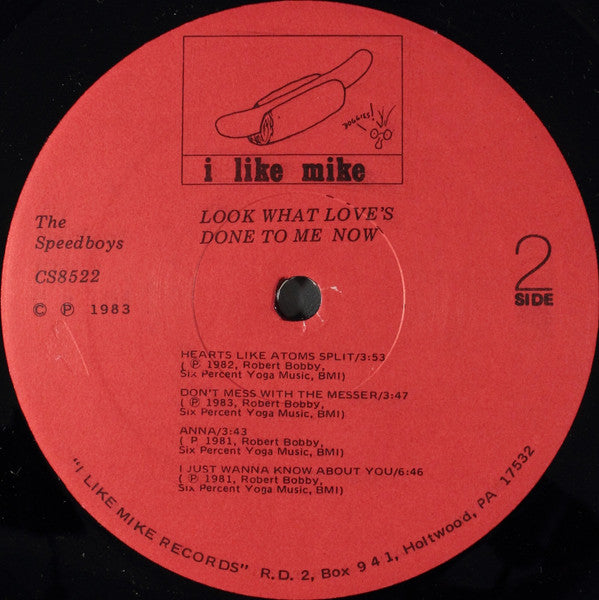 DOGGIES!
i like mike
LOOK WHAT LOVE'S
DONE TO ME NOW
The
Speedboys
CS8522
© ℗ 1983
2
SIDE
HEARTS LIKE ATOMS SPLIT/3:53
( ℗ 1982, Robert Bobby,
Six Percent Yoga Music, BMI)
DON'T MESS WITH THE MESSER/3:47
( ℗ 1983, Robert Bobby,
Six Percent Yoga Music, BMI)
ANNA/3:43
( P 1981, Robert Bobby,
Six Percent Yoga Music, BMI)
I JUST WANNA KNOW ABOUT YOU/6:46
( ℗ 1981, Robert Bobby,
Six Percent Yoga Music, BMI)
"I LIKE MIKE RECORDS" R.D. 2, Box 941, Holtwood, PA 17532